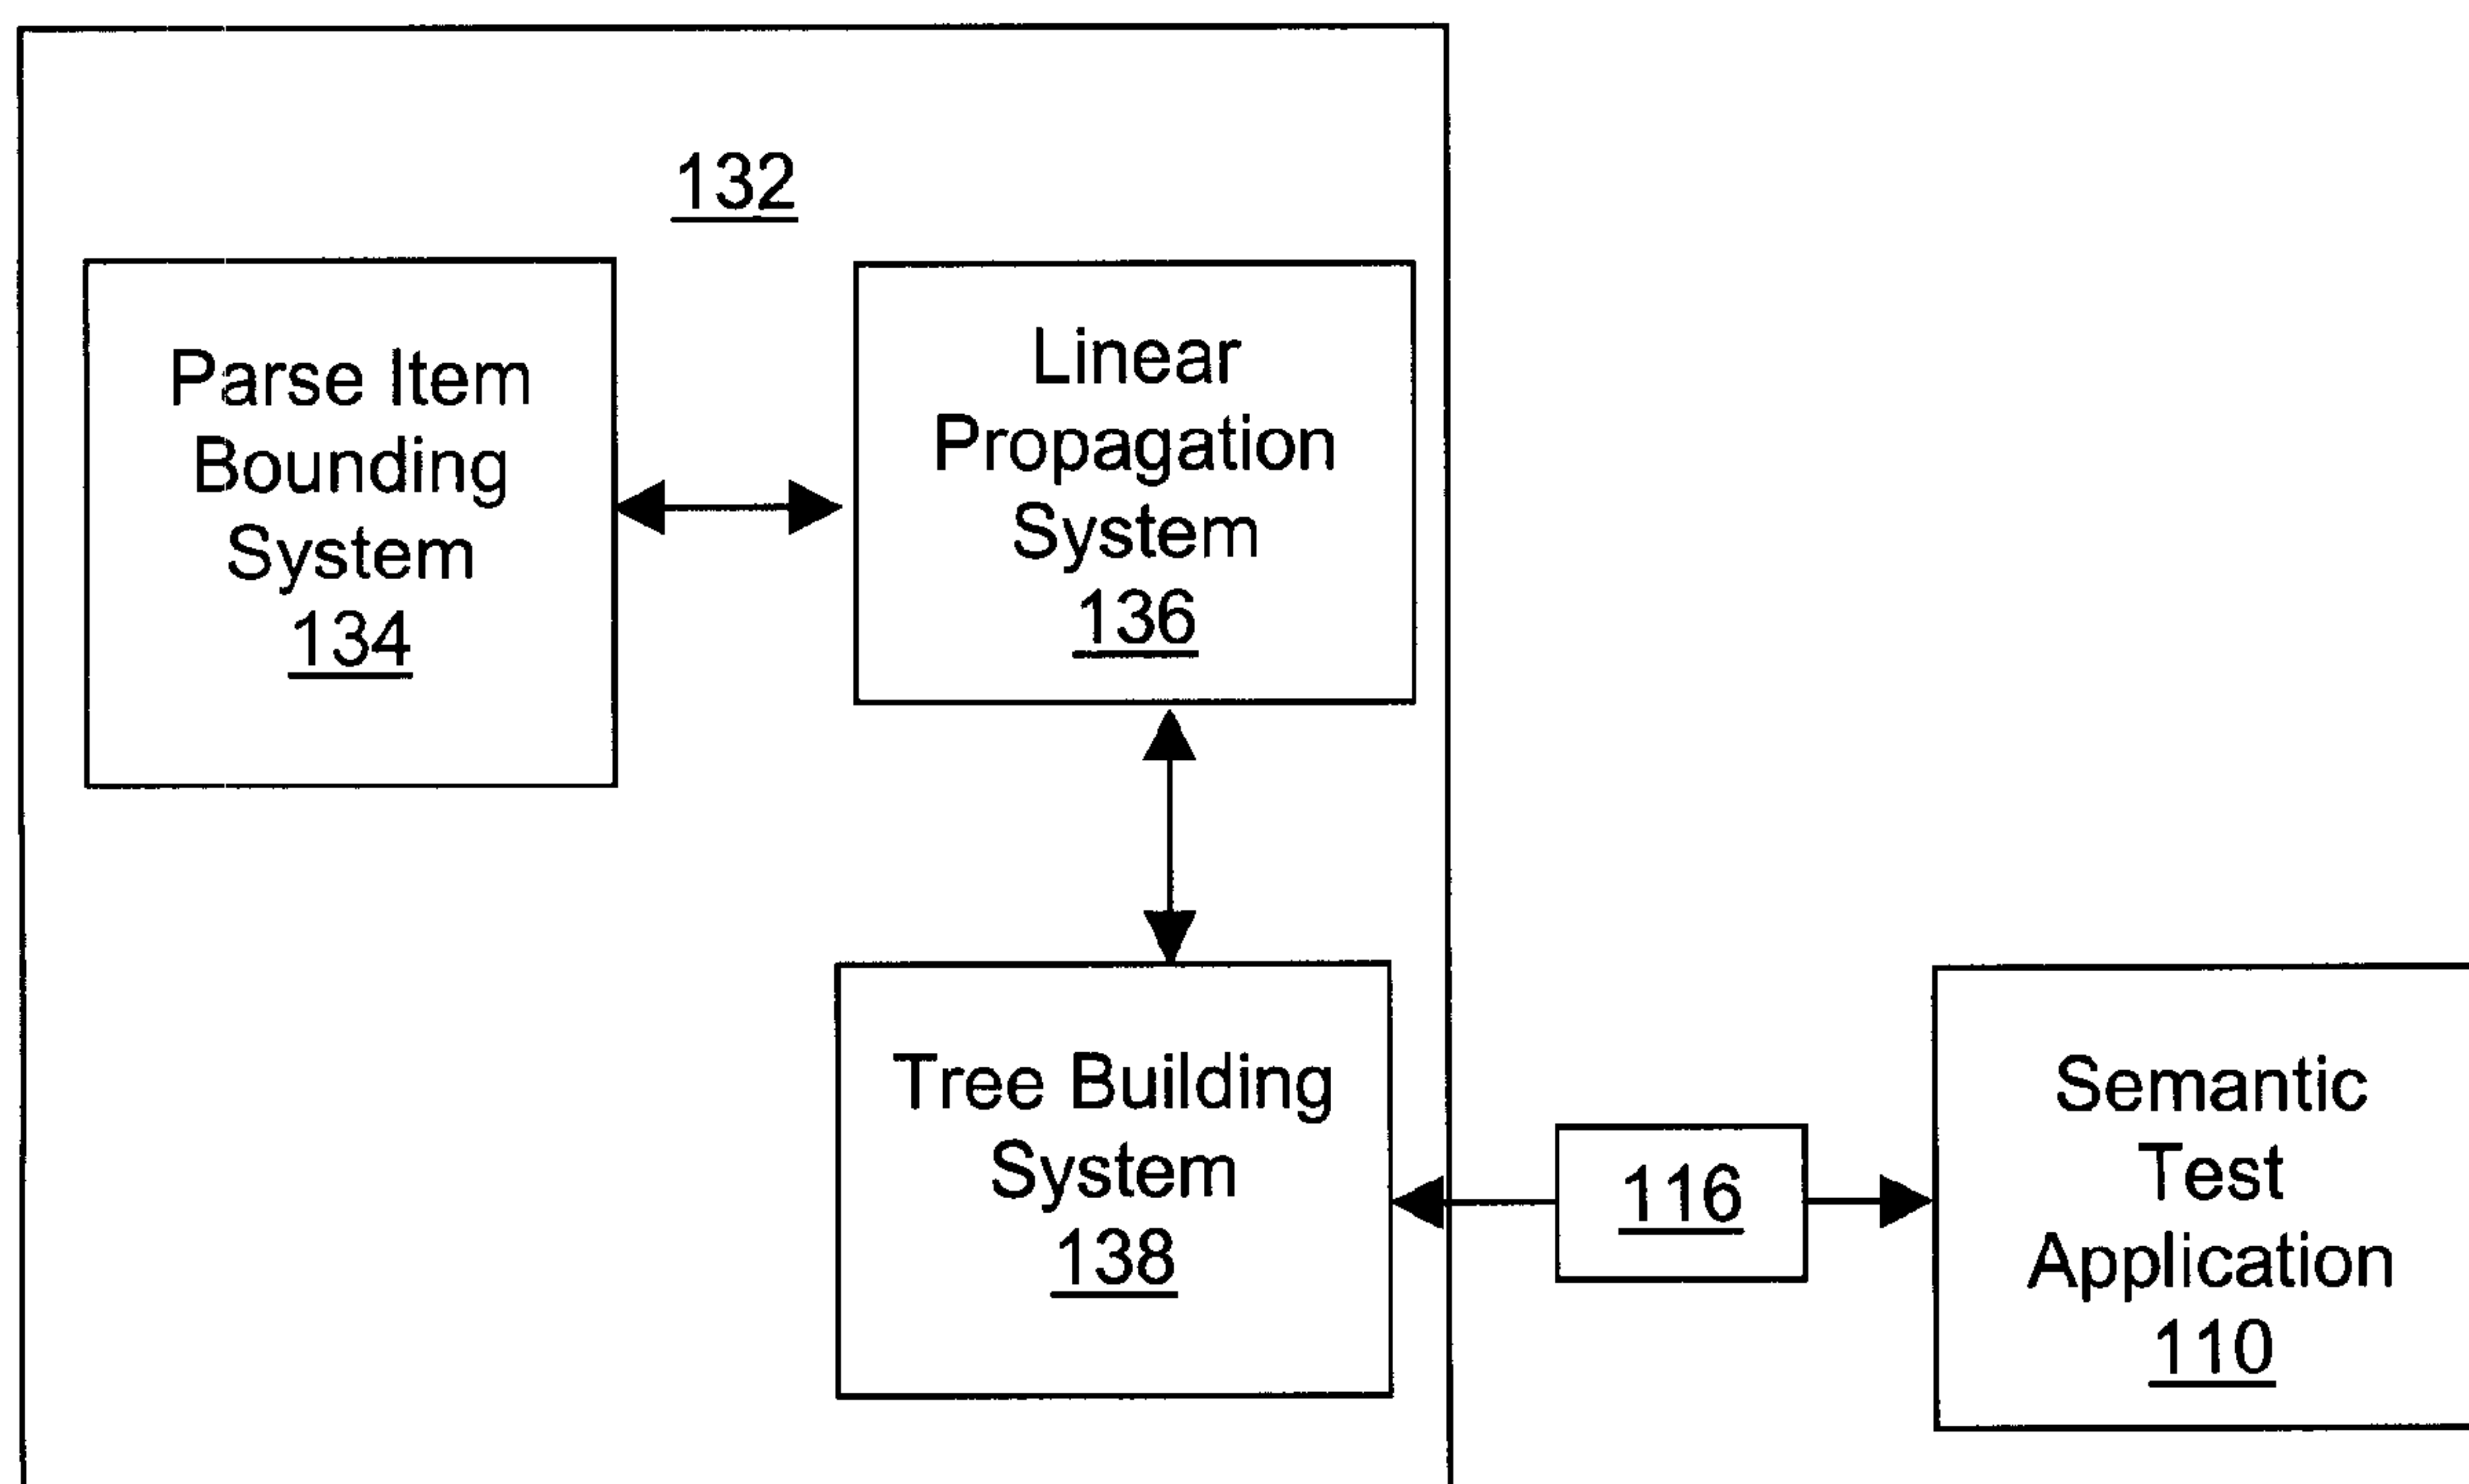 132
Parse Item
Bounding
System
134
Linear
Propagation
System
136
Tree Building
System
138
116
Semantic
Test
Application
110